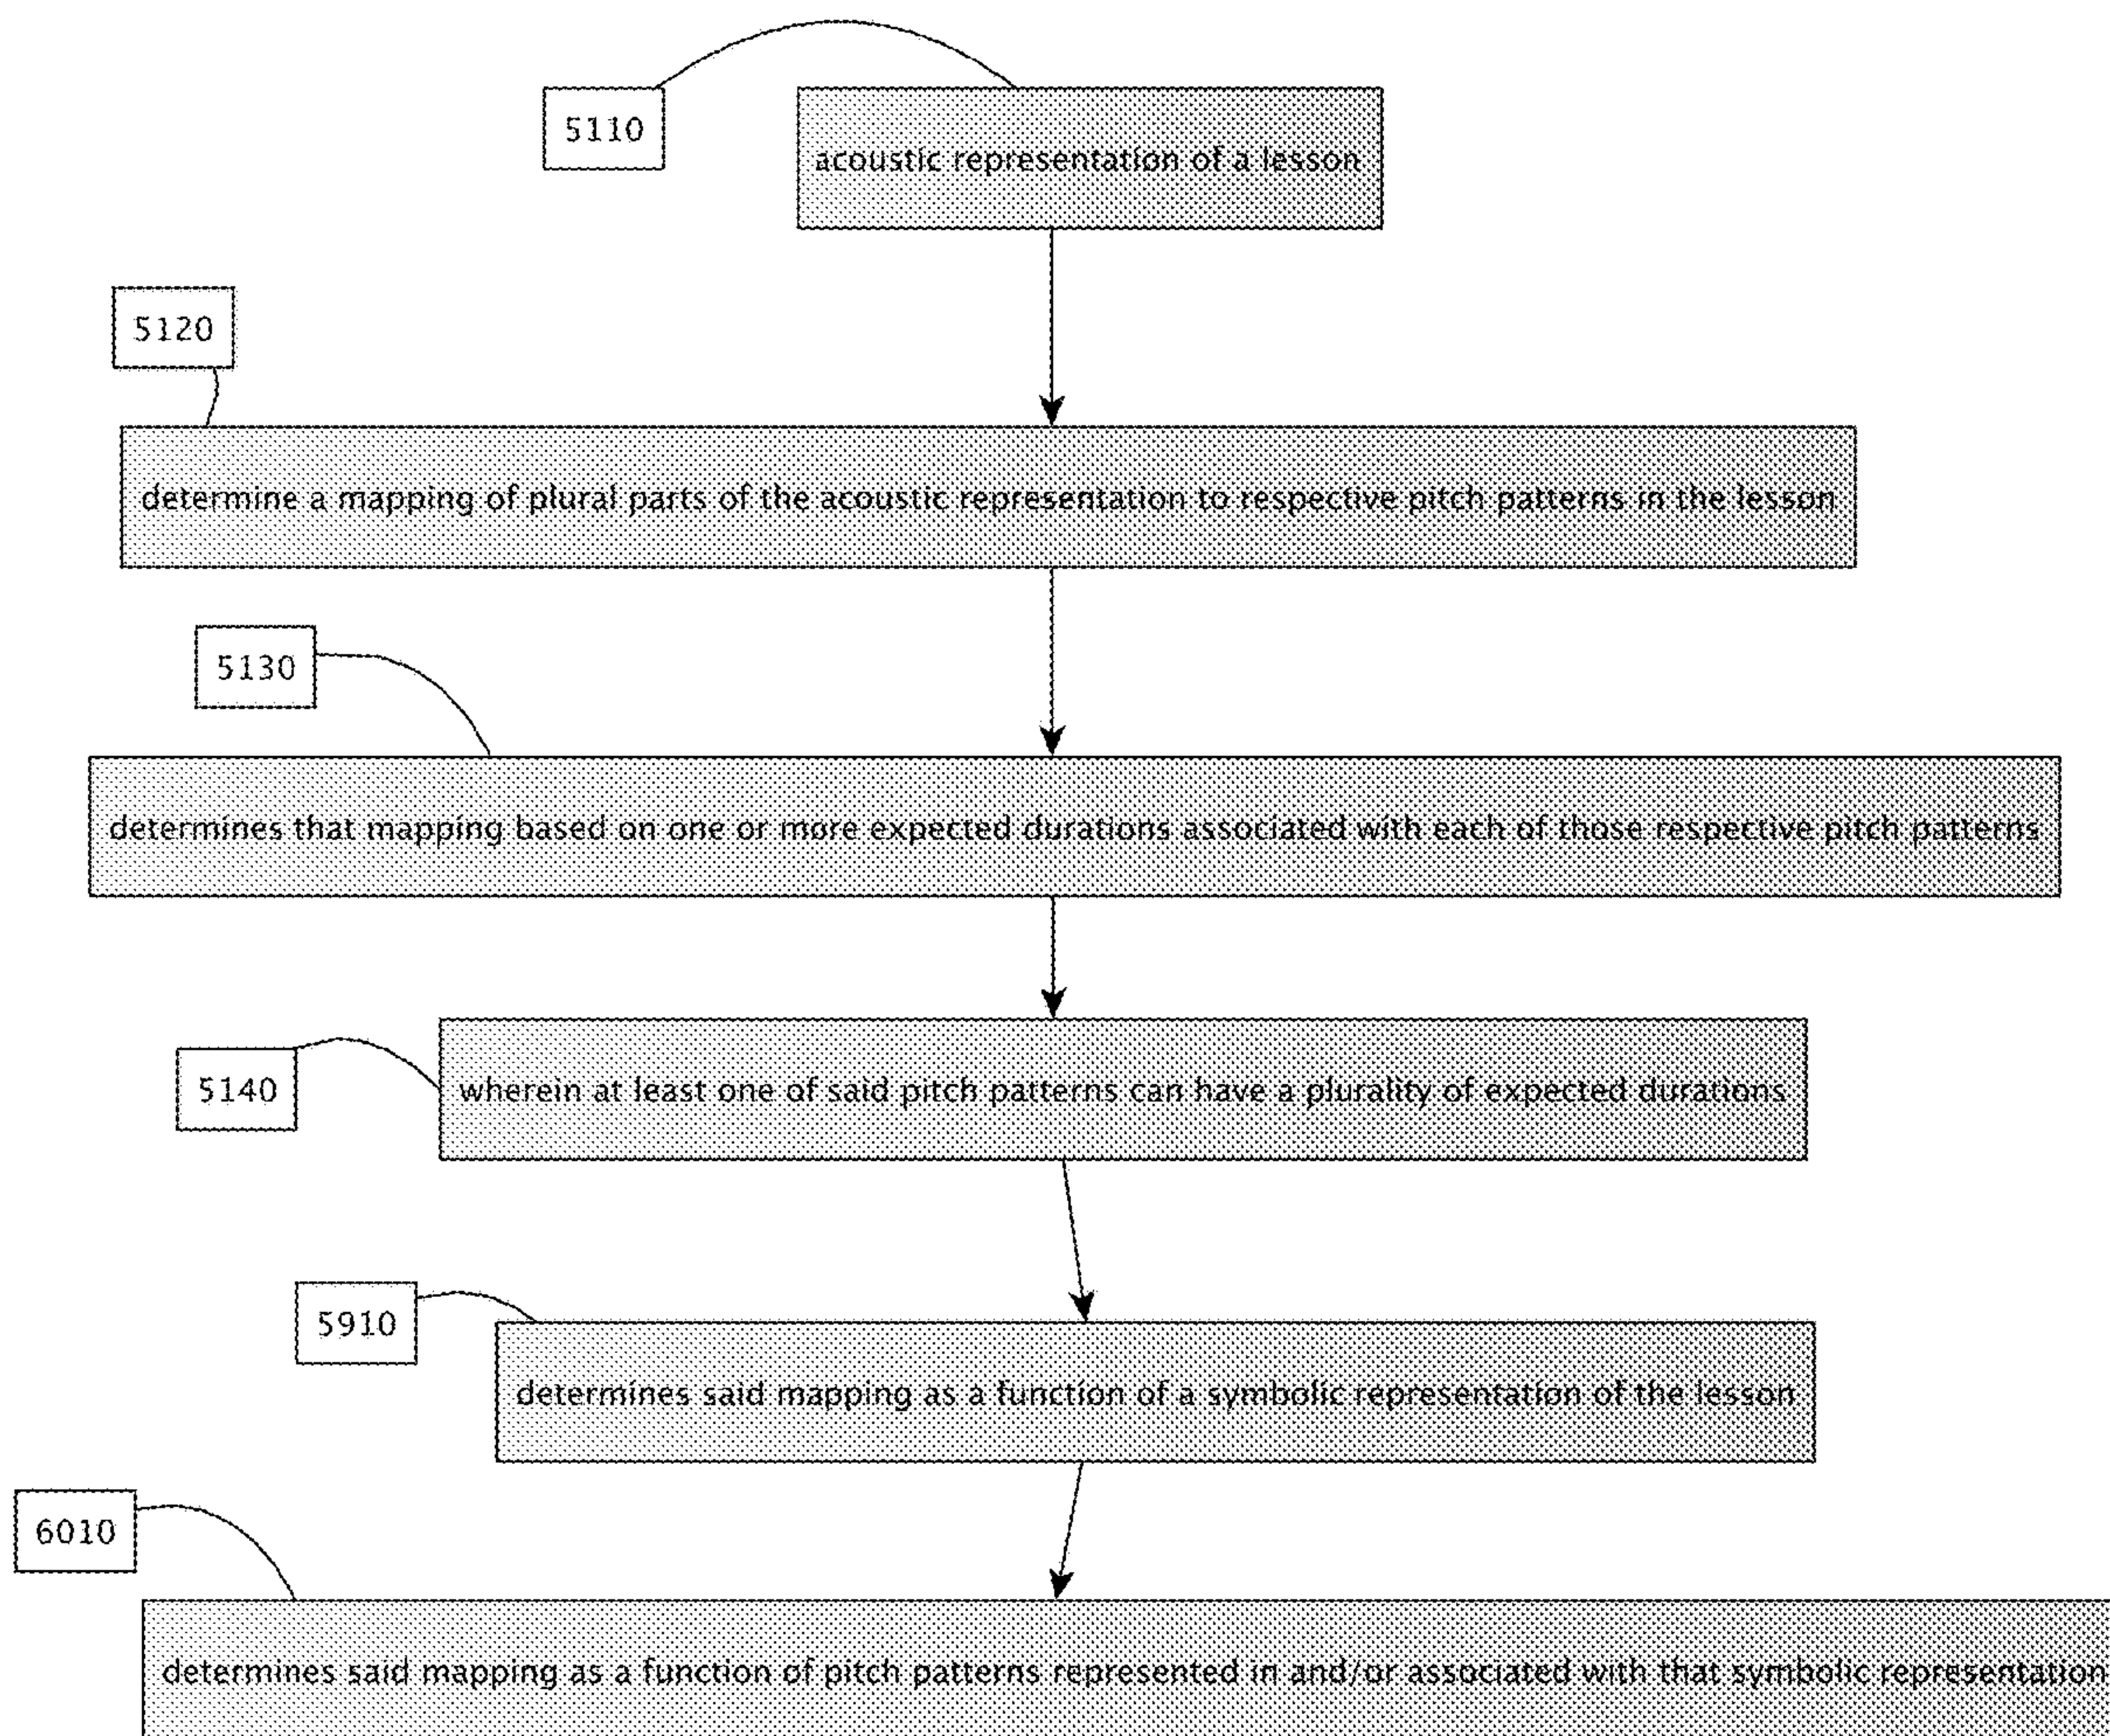 5110
acoustic representation of a lesson
5120
determine a mapping of plural parts of the acoustic representation to respective pitch patterns in the lesson
5130
determines that mapping based on one or more expected durations associated with each of those respective pitch patterns
5140
wherein at least one of said pitch patterns can have a plurality of expected durations
5910
determines said mapping as a function of a symbolic representation of the lesson
6010
determines said mapping as a function of pitch patterns represented in and/or associated with that symbolic representation